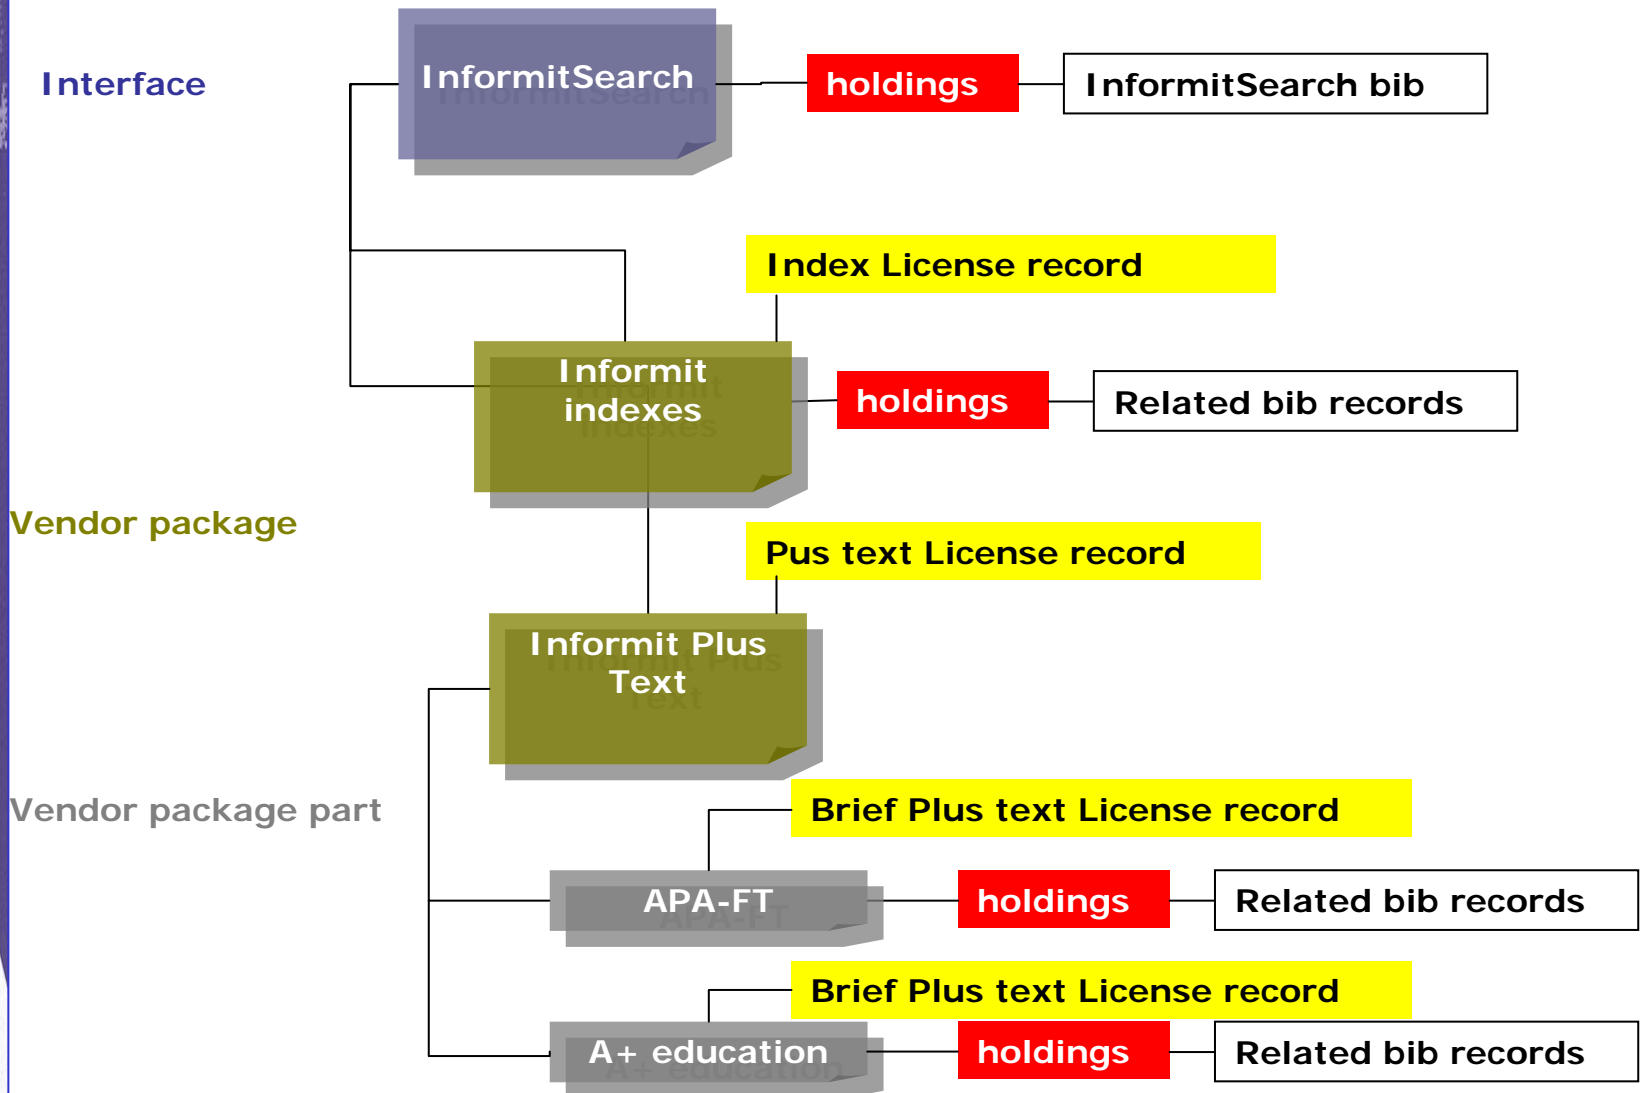 Interface
InformitSearch
holdings
InformitSearch bib
Index License record
Informit
indexes
holdings
Related bib records
Vendor package
Pus text License record
Informit Plus
Text
Vendor package part
Brief Plus text License record
APA-FT
holdings
Related bib records
Brief Plus text License record
A+ education
holdings
Related bib records